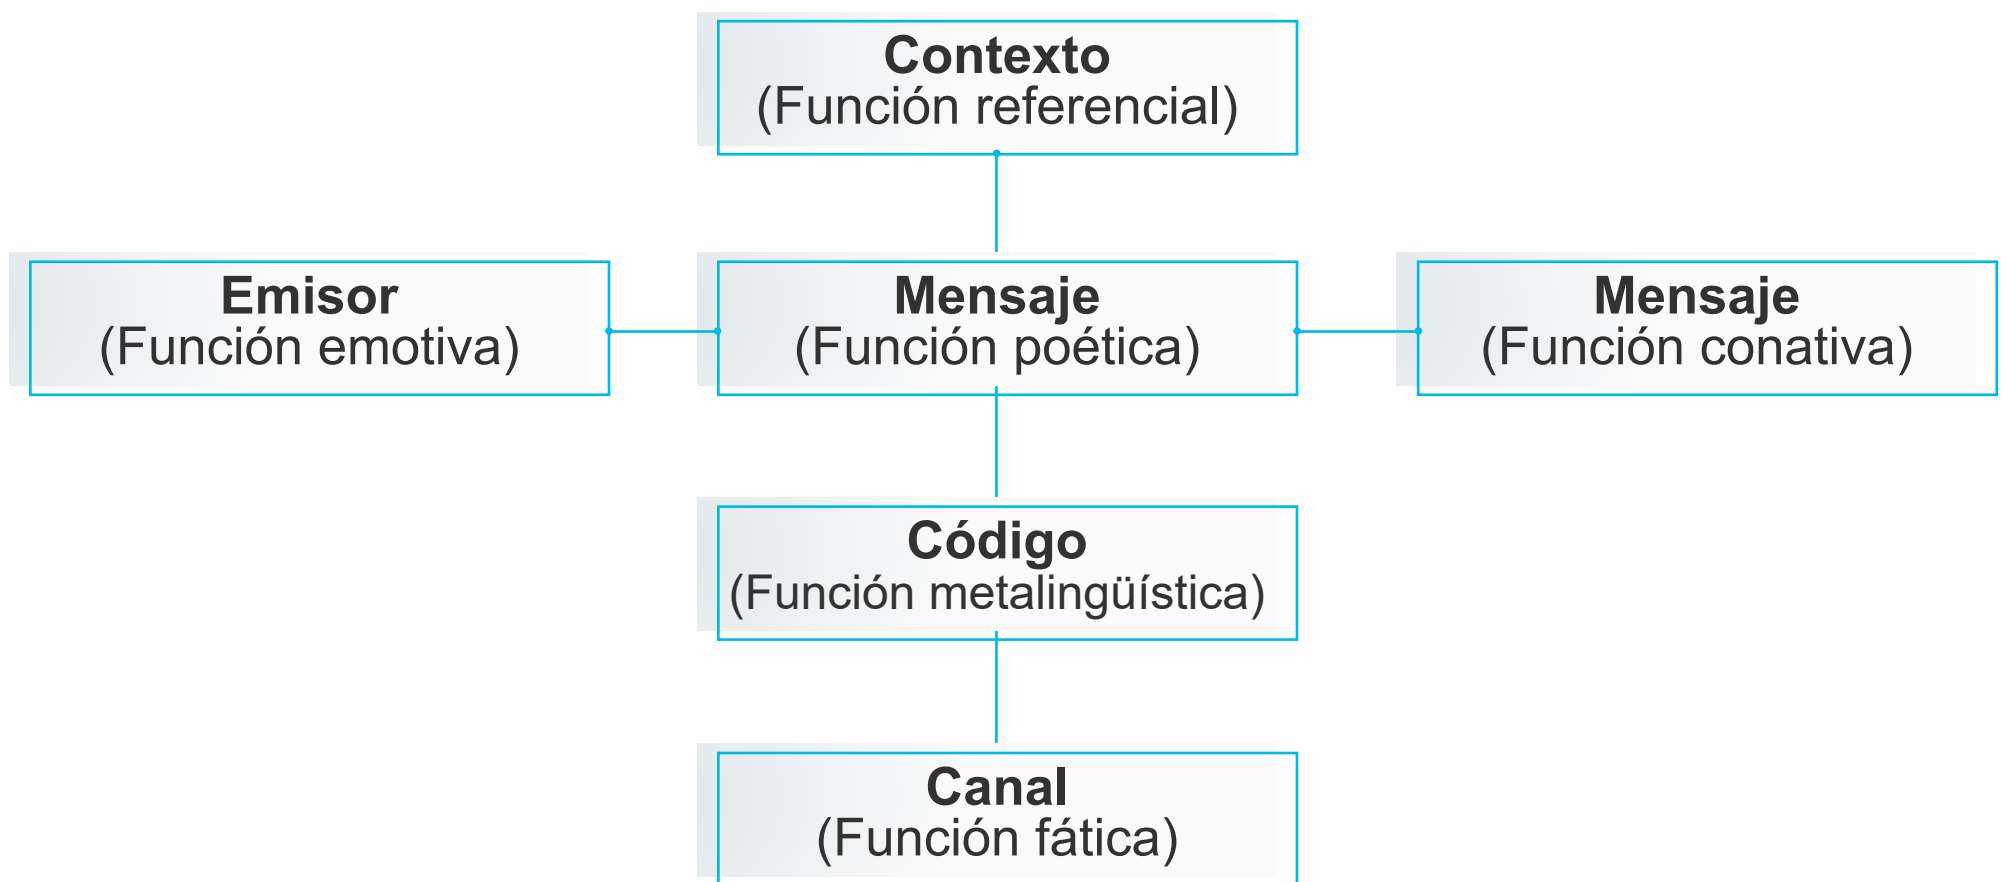 Contexto
(Función referencial)
Emisor
(Función emotiva)
Mensaje
(Función poética)
Mensaje
(Función conativa)
Código
(Función metalingüística)
Canal
(Función fática)